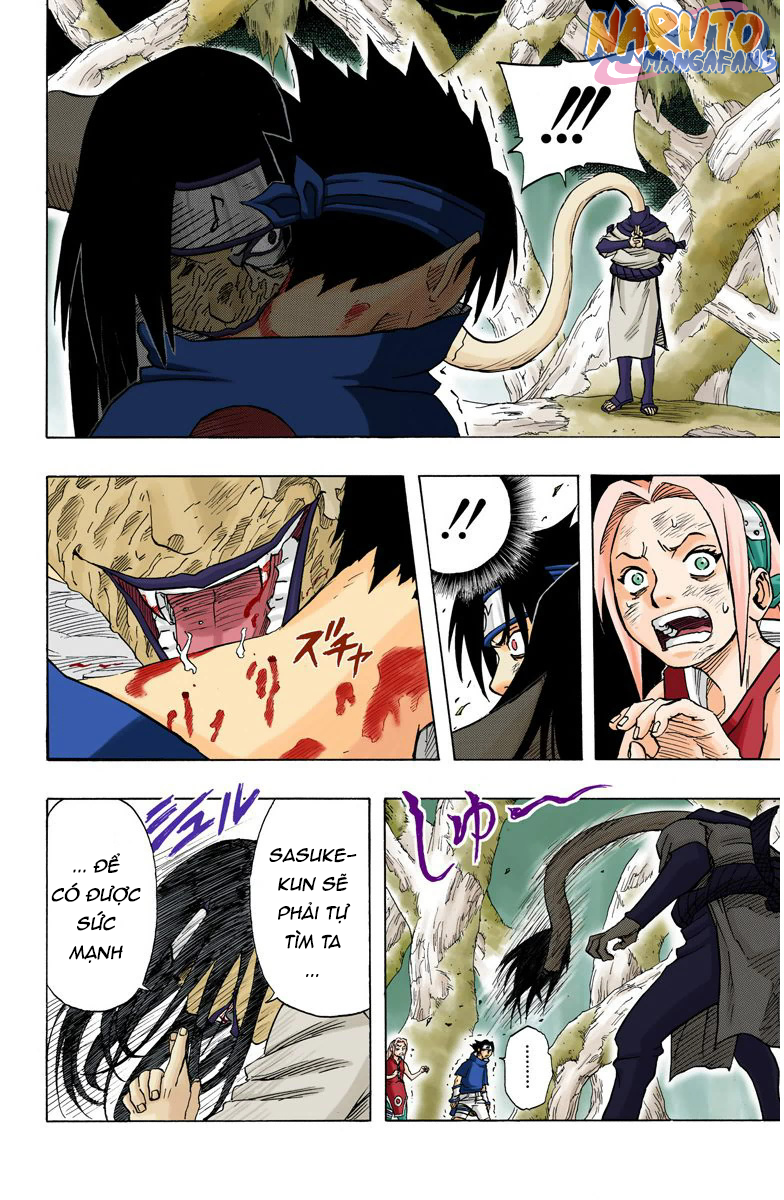 NARUTO
MANGAFANS
!!!
!!
ズチャ
しゅ〜
……
SASUKE-
KUN SẼ
PHẢI TỰ
TÌM TA
...
シュル
... ĐỂ
CÓ ĐƯỢC
SỨC
MẠNH